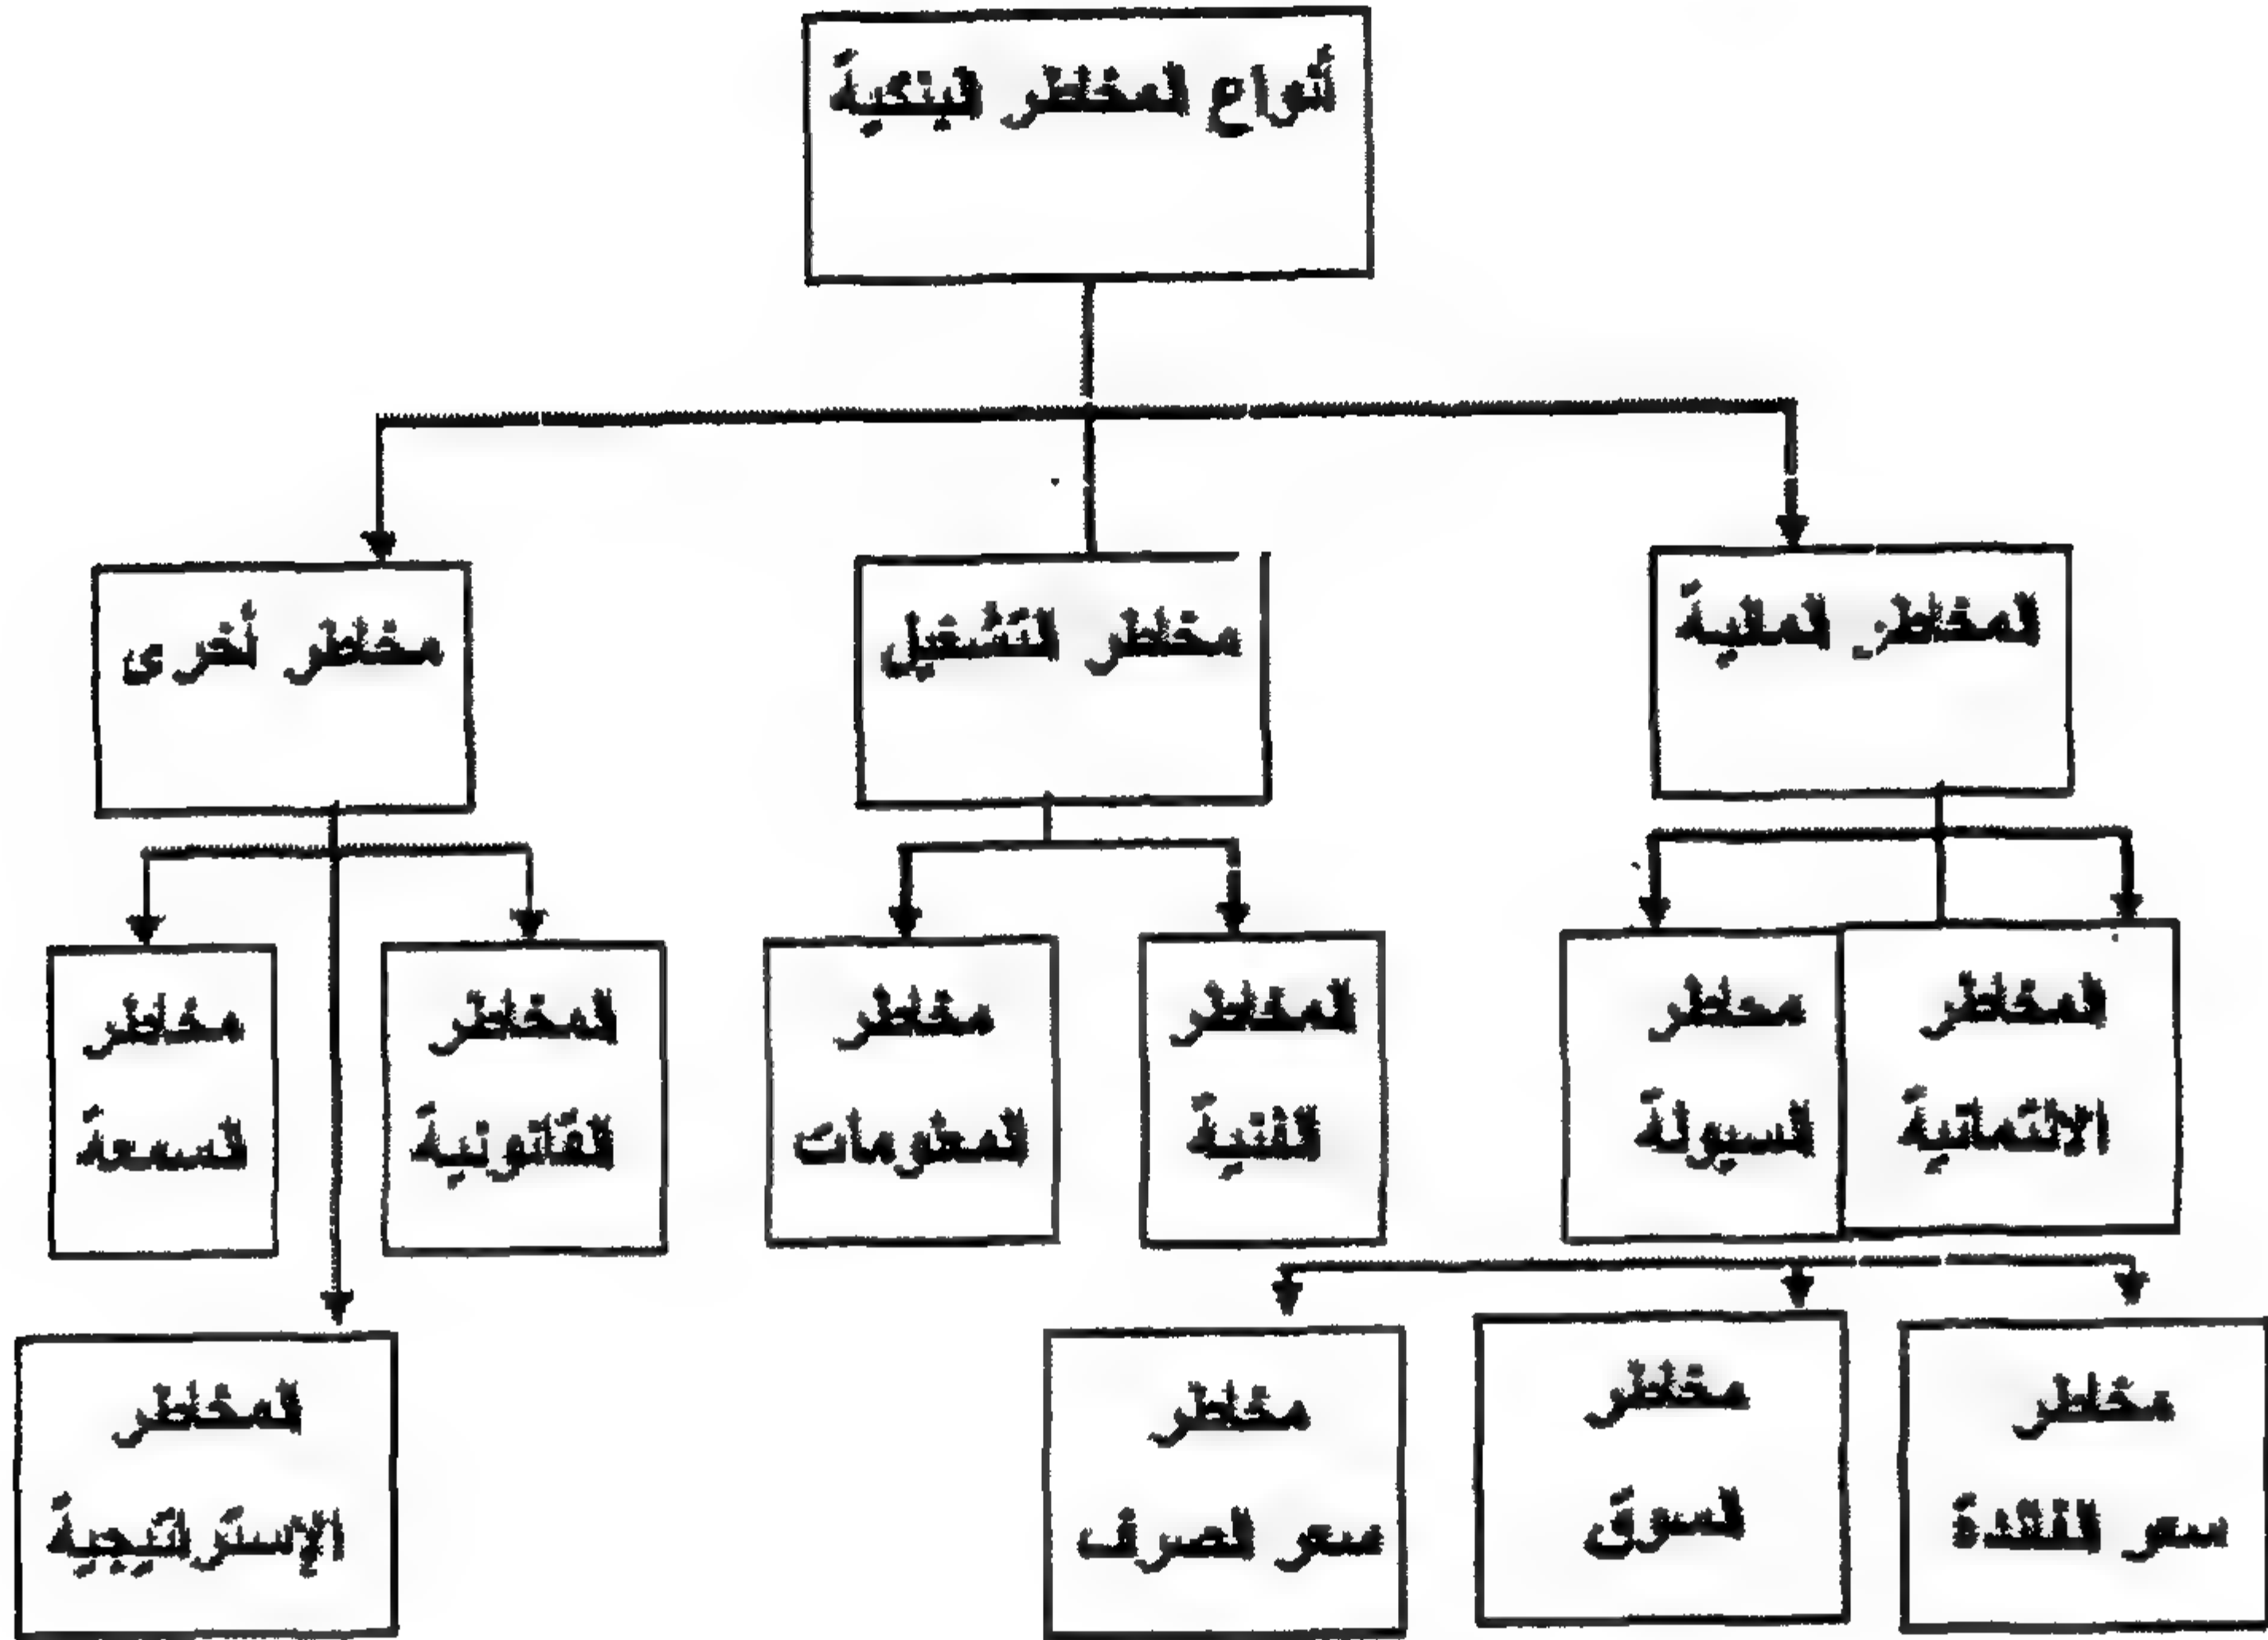 أنواع المخاطر البنكية
المخاطر المالية
مخاطر التشغيل
مخاطر أخرى
المخاطر
الائتمانية
مخاطر
السيولة
المخاطر
الفنية
مخاطر
المعلومات
المخاطر
القانونية
مخاطر
السمعة
مخاطر
سعر الفائدة
مخاطر
السوق
مخاطر
سعر الصرف
المخاطر
الإستراتيجية